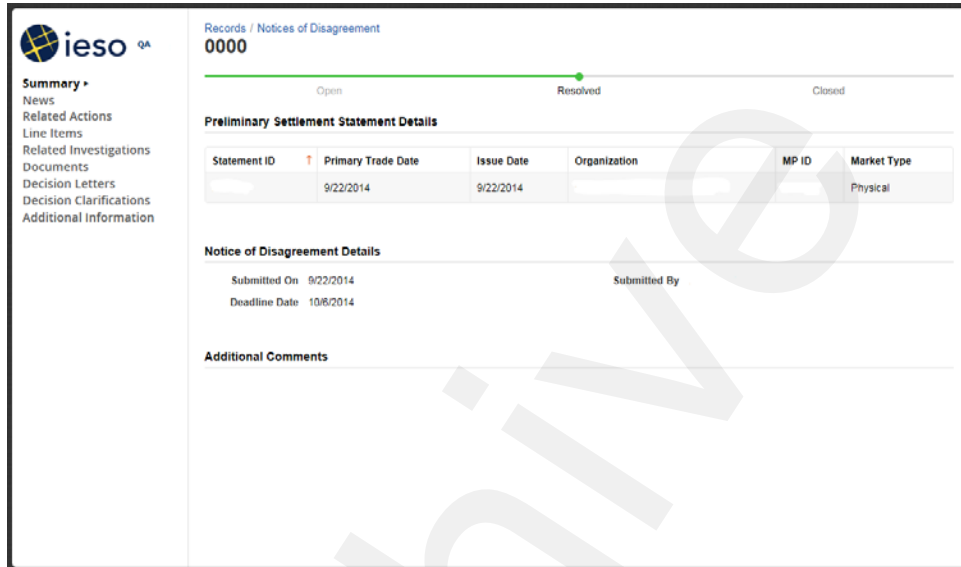 ieso QA
Summary
News
Related Actions
Line Items
Related Investigations
Documents
Decision Letters
Decision Clarifications
Additional Information
Records / Notices of Disagreement
0000
Open Resolved Closed
Preliminary Settlement Statement Details
Statement ID ↑ Primary Trade Date Issue Date Organization MP ID Market Type
9/22/2014 9/22/2014 Physical
Notice of Disagreement Details
Submitted On 9/22/2014 Submitted By
Deadline Date 10/6/2014
Additional Comments
hive